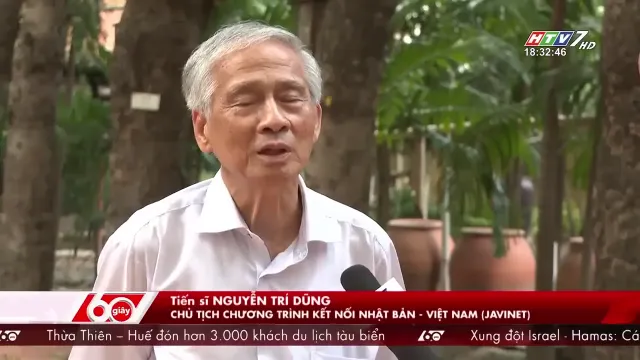 HTV7 HD
18:32:46
Tiến sĩ NGUYỄN TRÍ DŨNG
CHỦ TỊCH CHƯƠNG TRÌNH KẾT NỐI NHẬT BẢN - VIỆT NAM (JAVINET)
60 giây
Thừa Thiên – Huế đón hơn 3.000 khách du lịch tàu biển
60 giây
Xung đột Israel - Hamas: Cá